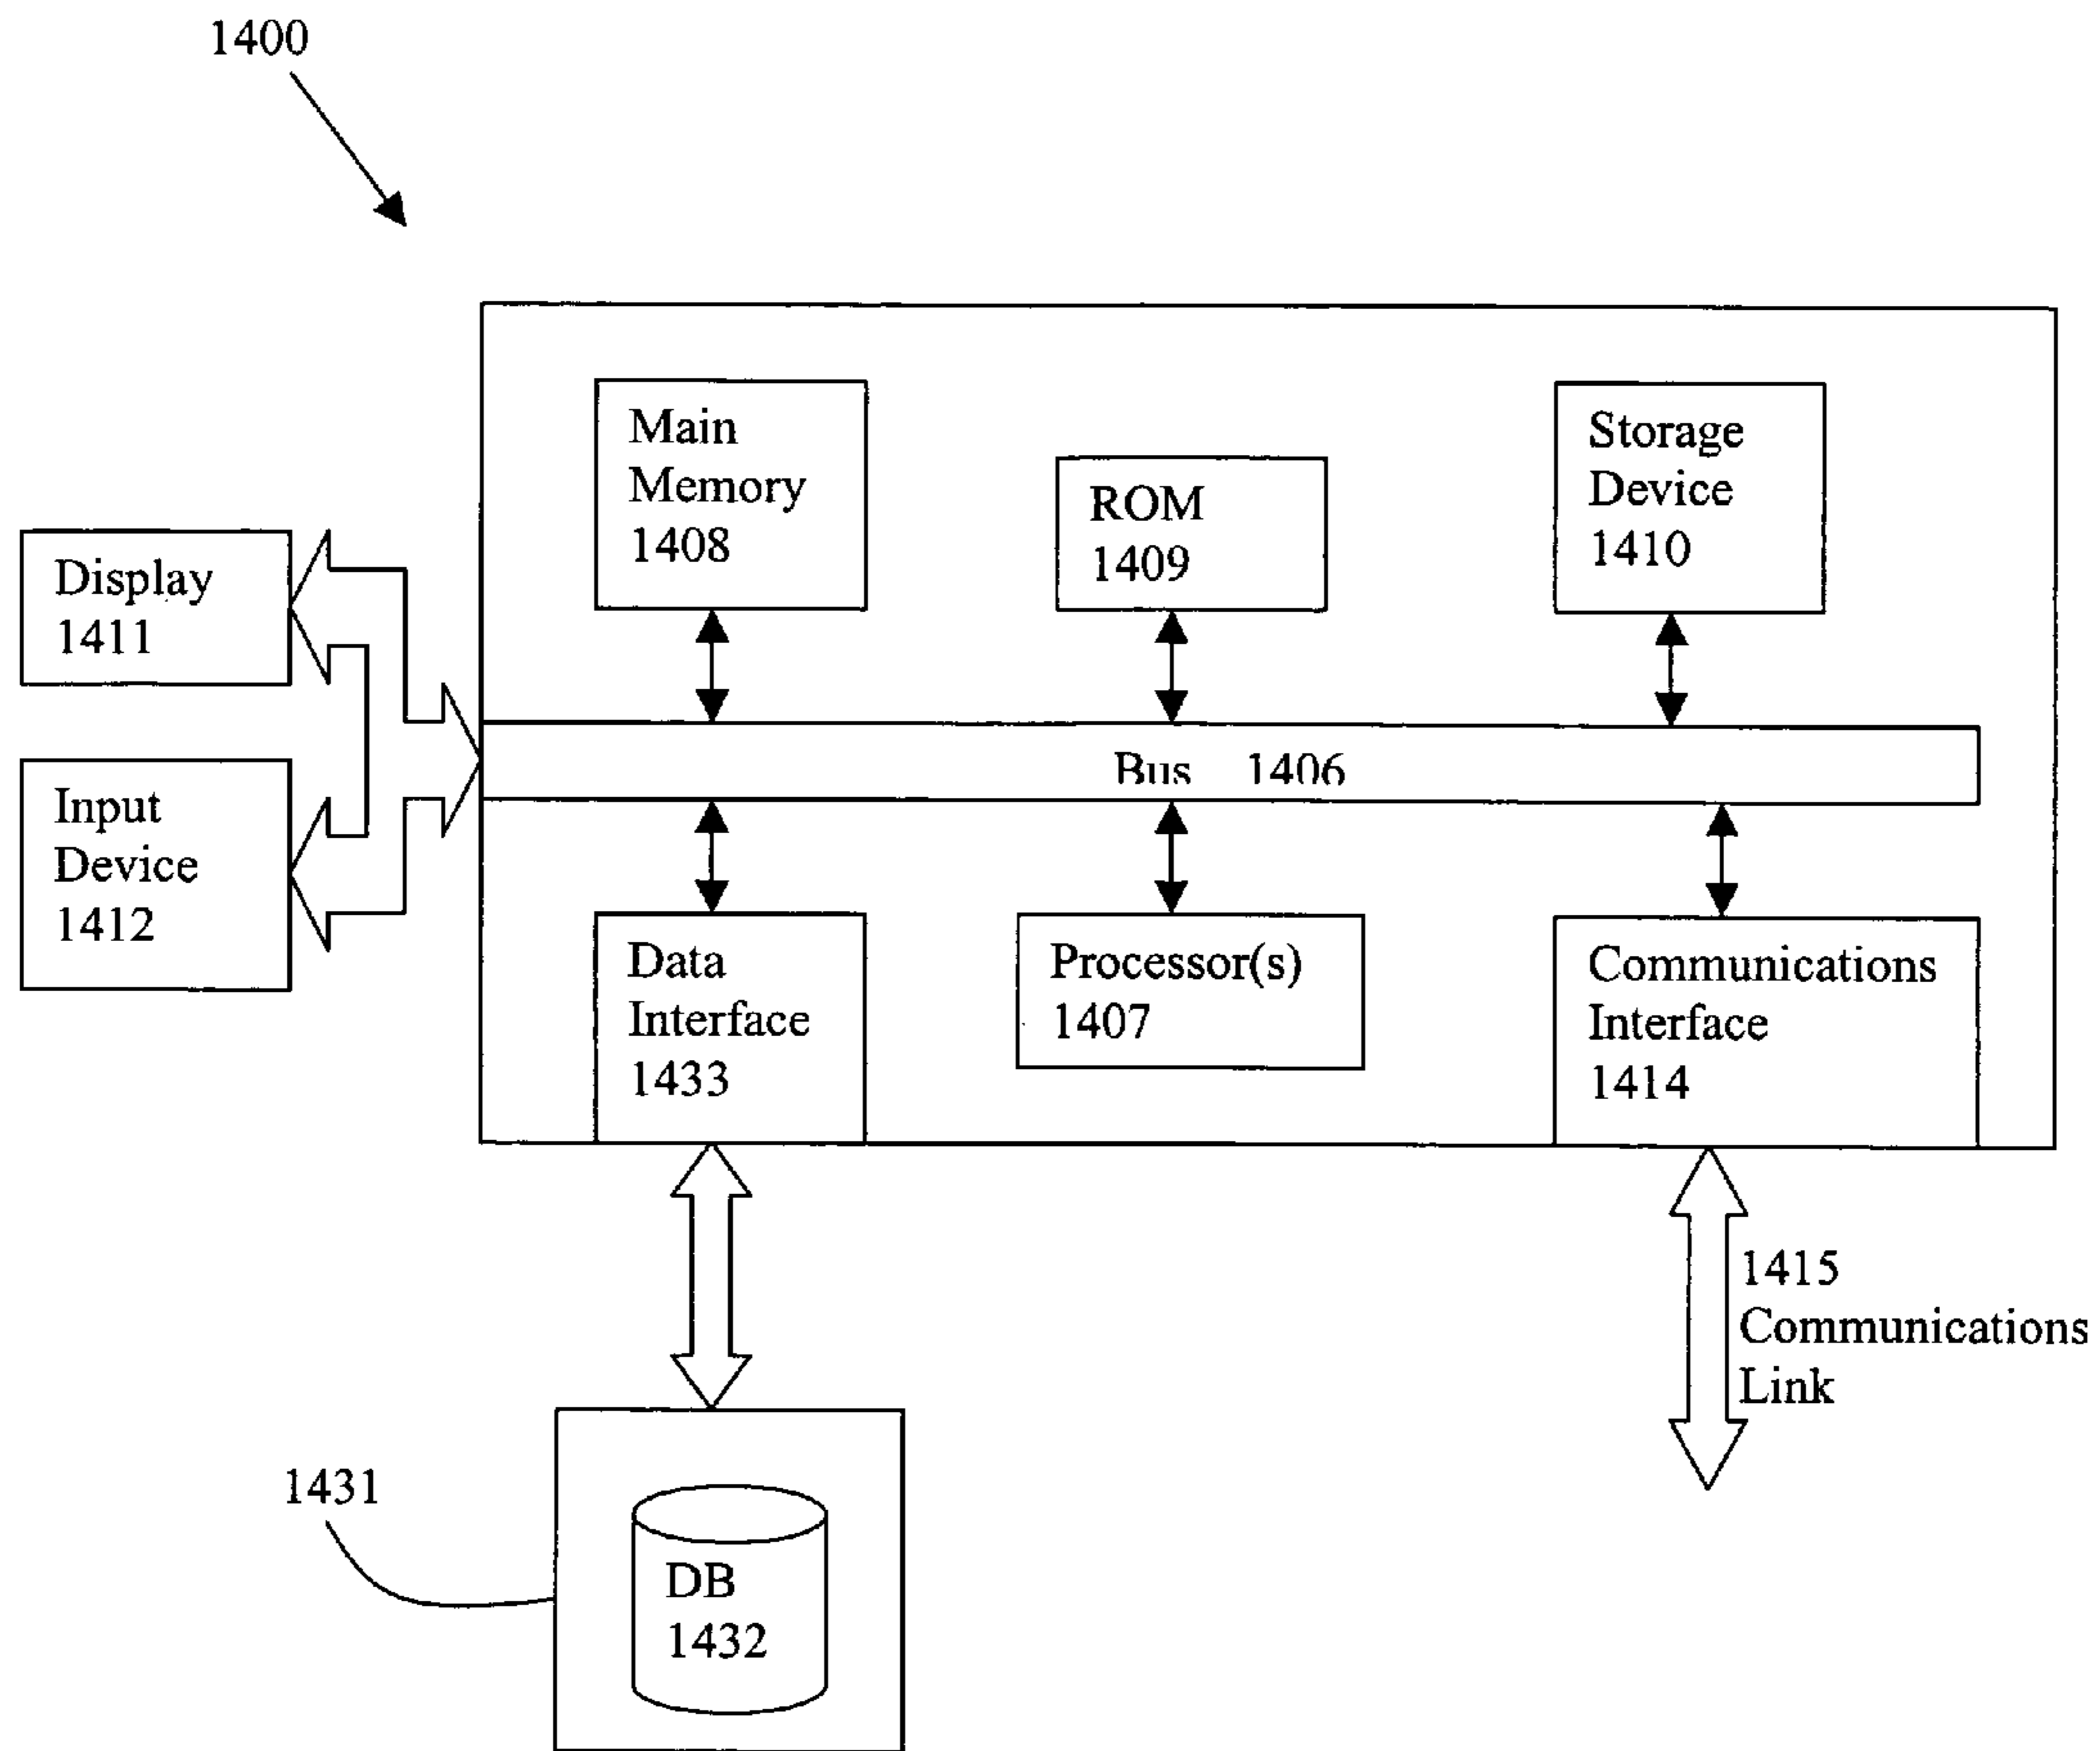 1400
Main
Memory
1408
ROM
1409
Storage
Device
1410
Display
1411
Bus 1406
Input
Device
1412
Data
Interface
1433
Processor(s)
1407
Communications
Interface
1414
1415
Communications
Link
1431
DB
1432